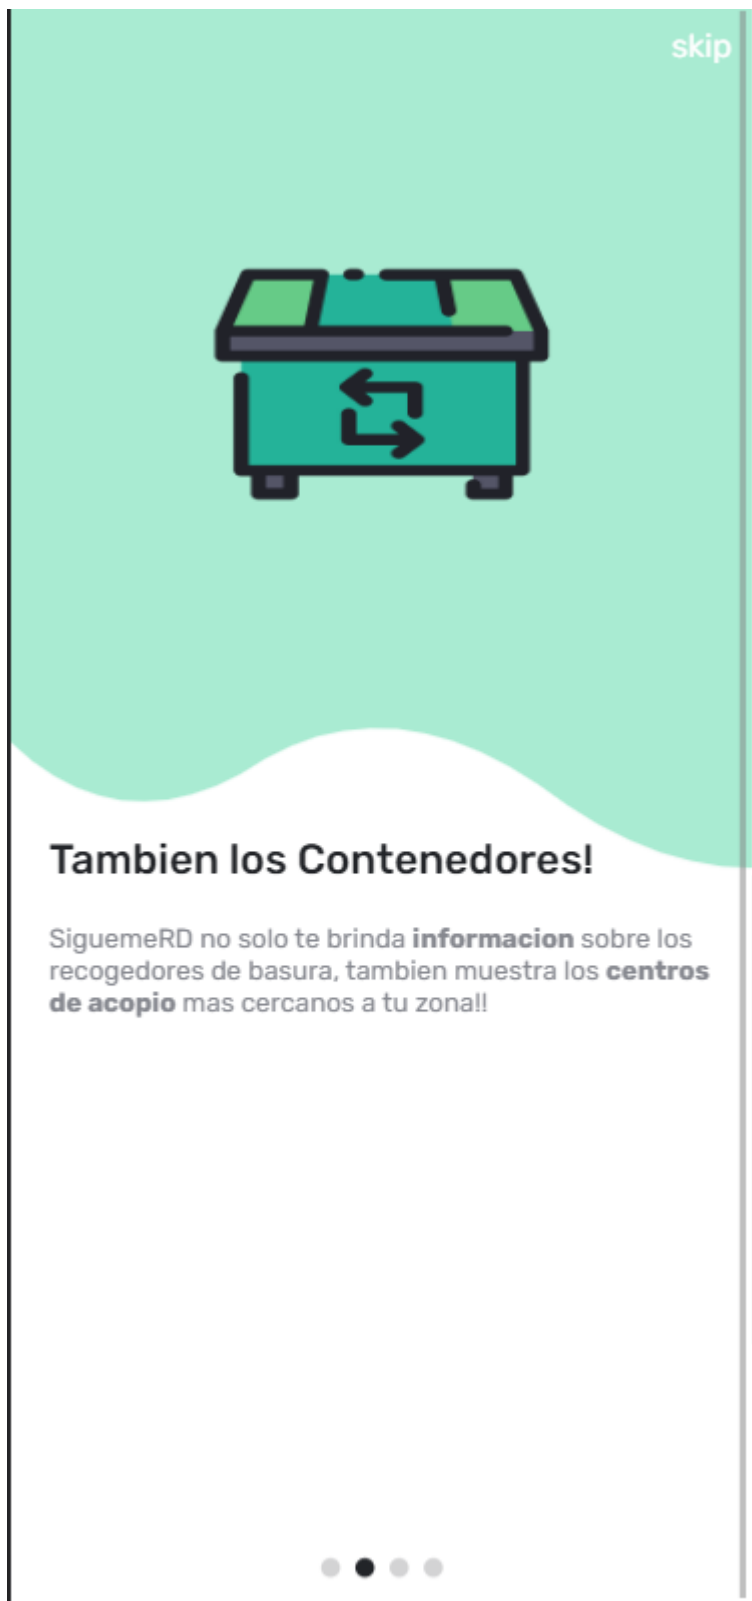 skip
Tambien los Contenedores!
SiguemeRD no solo te brinda informacion sobre los
recogedores de basura, tambien muestra los centros
de acopio mas cercanos a tu zona!!